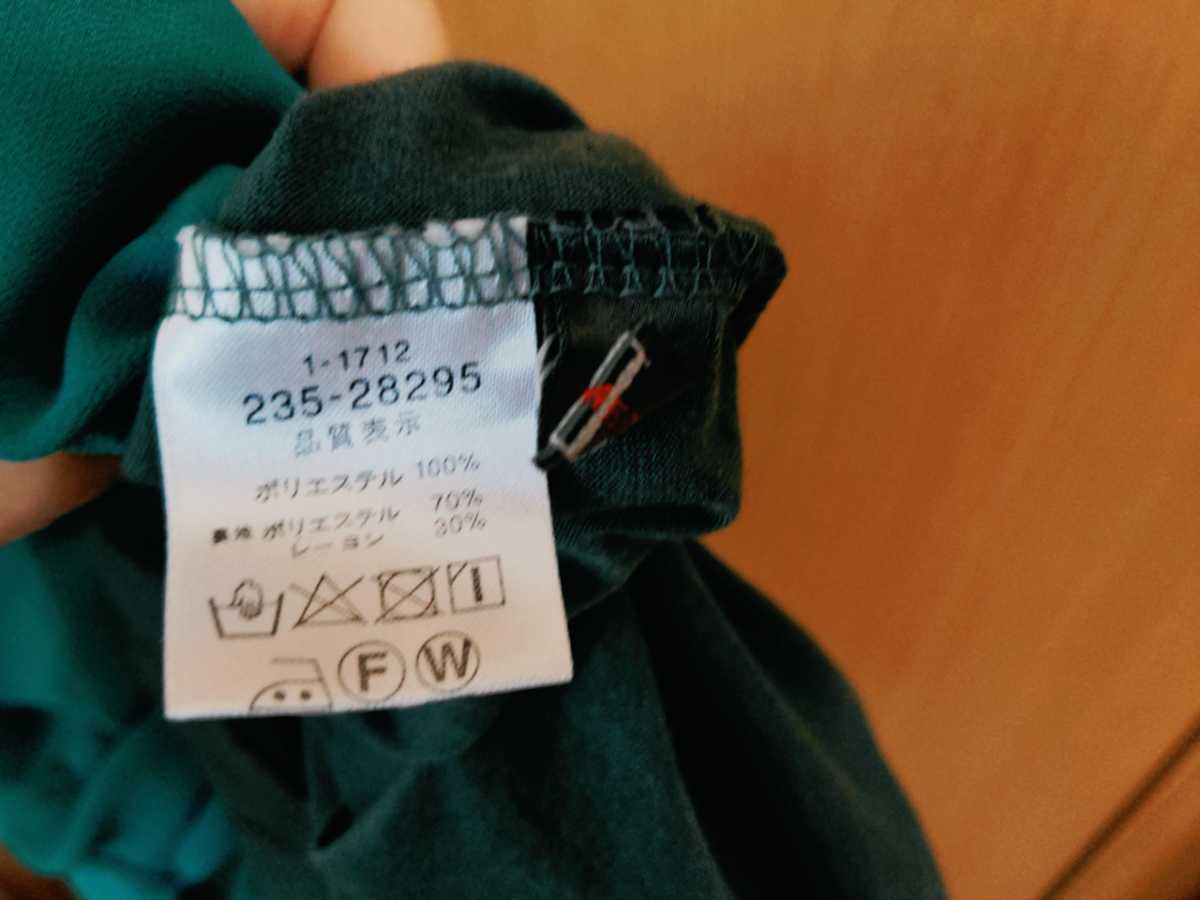 1-1712
235-28295
品質表示
ポリエステル 100%
裏地 ポリエステル 70%
レーヨン 30%
F W